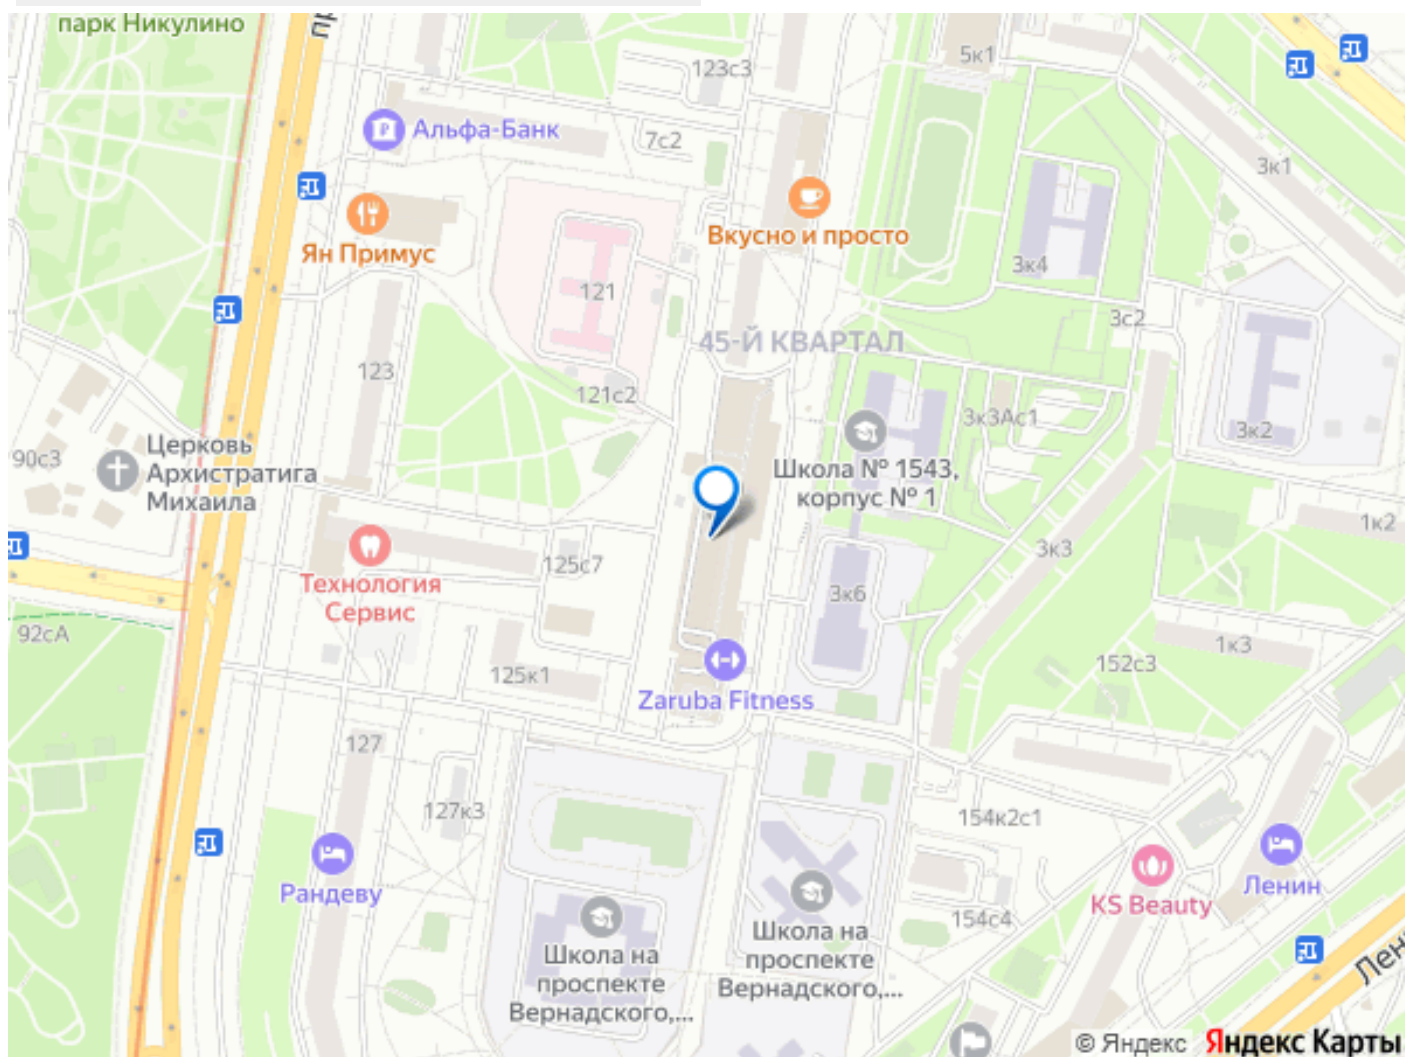 парк Никулино
пр
5к1
123с3
Альфа-Банк
7с2
3к1
Вкусно и просто
Ян Примус
3к4
121
3с2
45-Й КВАРТАЛ
123
121с2
3к3Ас1
3к2
90с3
Церковь
Архистратига
Михаила
Школа № 1543,
корпус № 1
1к2
3к3
125с7
Технология
Сервис
3к6
92сА
1к3
152с3
125к1
Zaruba Fitness
127
127к3
154к2с1
Рандеву
Ленин
KS Beauty
154с4
Школа на
проспекте
Вернадского,...
Школа на
проспекте
Вернадского,...
Лен
© Яндекс Яндекс Карты